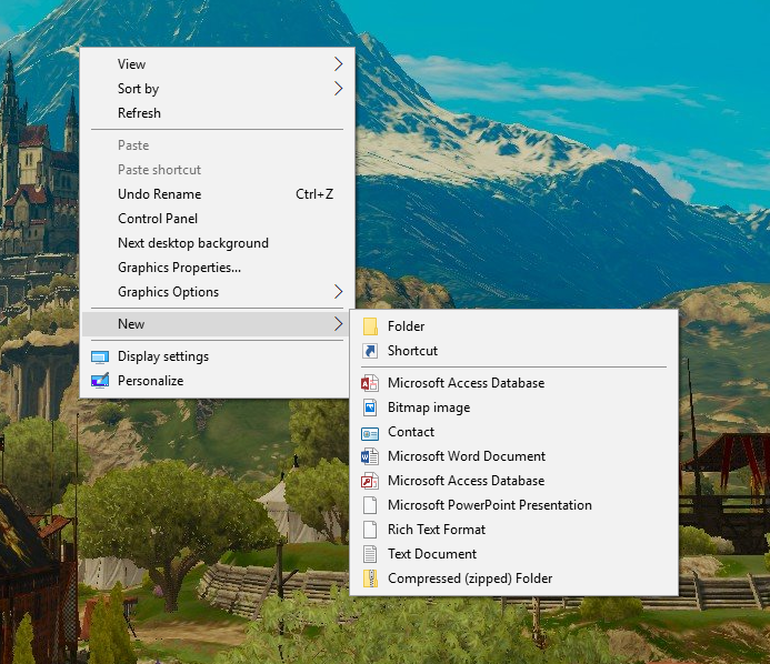 View
Sort by
Refresh
Paste
Paste shortcut
Undo Rename Ctrl+Z
Control Panel
Next desktop background
Graphics Properties...
Graphics Options
New
Display settings
Personalize
Folder
Shortcut
Microsoft Access Database
Bitmap image
Contact
Microsoft Word Document
Microsoft Access Database
Microsoft PowerPoint Presentation
Rich Text Format
Text Document
Compressed (zipped) Folder